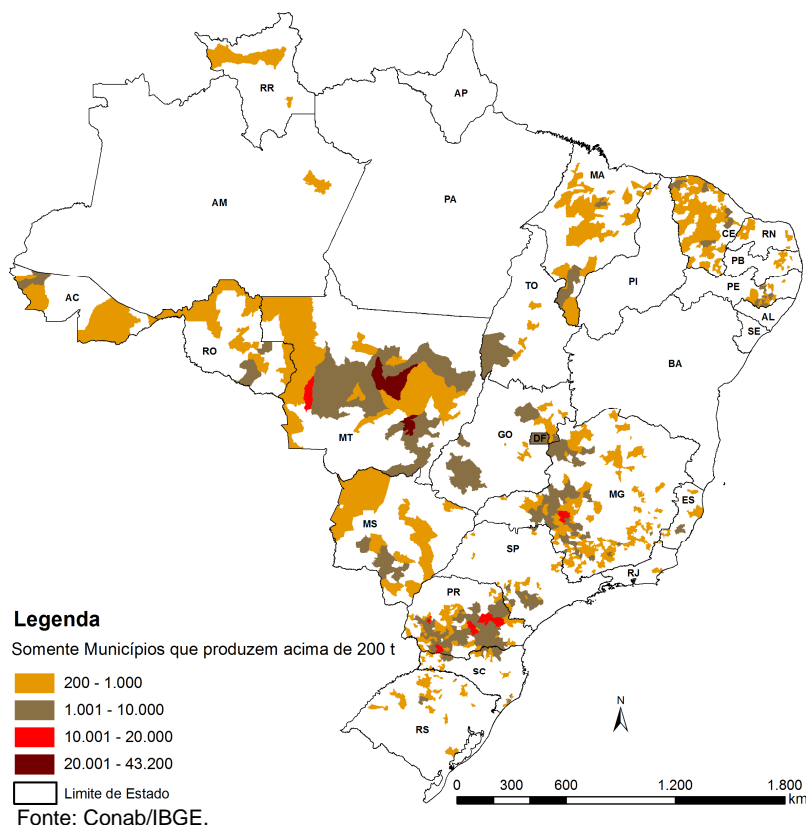 RR
AP
AM
PA
MA
CE
RN
PB
PE
AL
SE
PI
TO
AC
RO
BA
MT
GO
DF
MG
ES
MS
SP
RJ
PR
SC
RS
Legenda
Somente Municípios que produzem acima de 200 t
200 - 1.000
1.001 - 10.000
10.001 - 20.000
20.001 - 43.200
Limite de Estado
Fonte: Conab/IBGE.
N
0 300 600 1.200 1.800
km